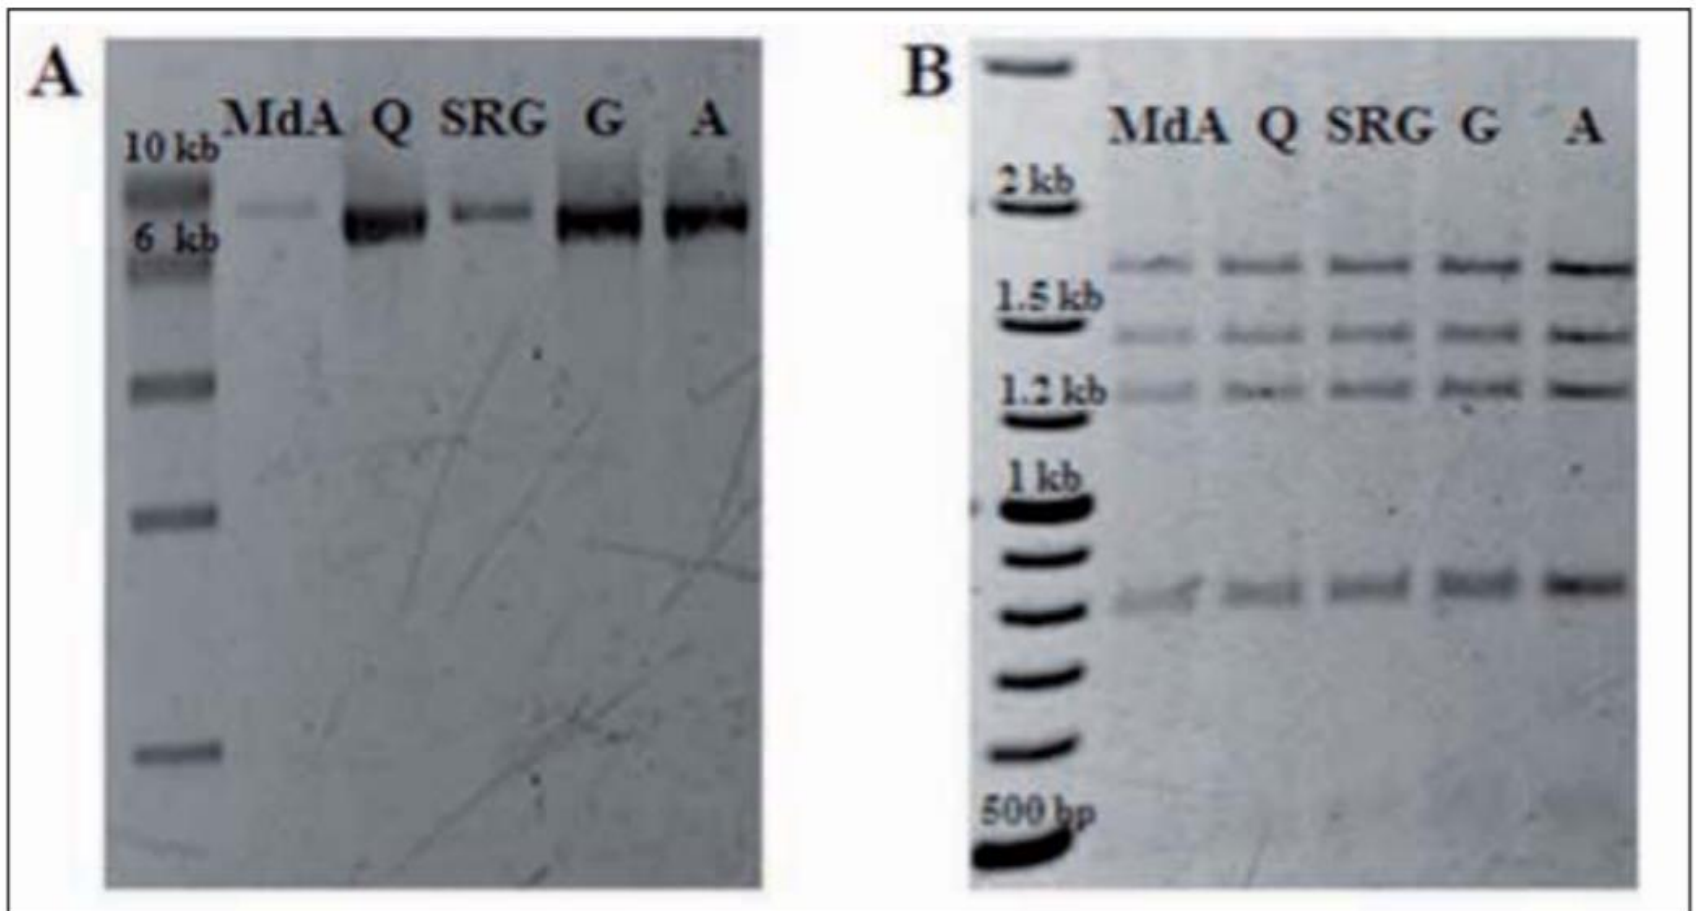 A
MdA Q SRG G A
10 kb
6 kb
B
MdA Q SRG G A
2 kb
1.5 kb
1.2 kb
1 kb
500 bp